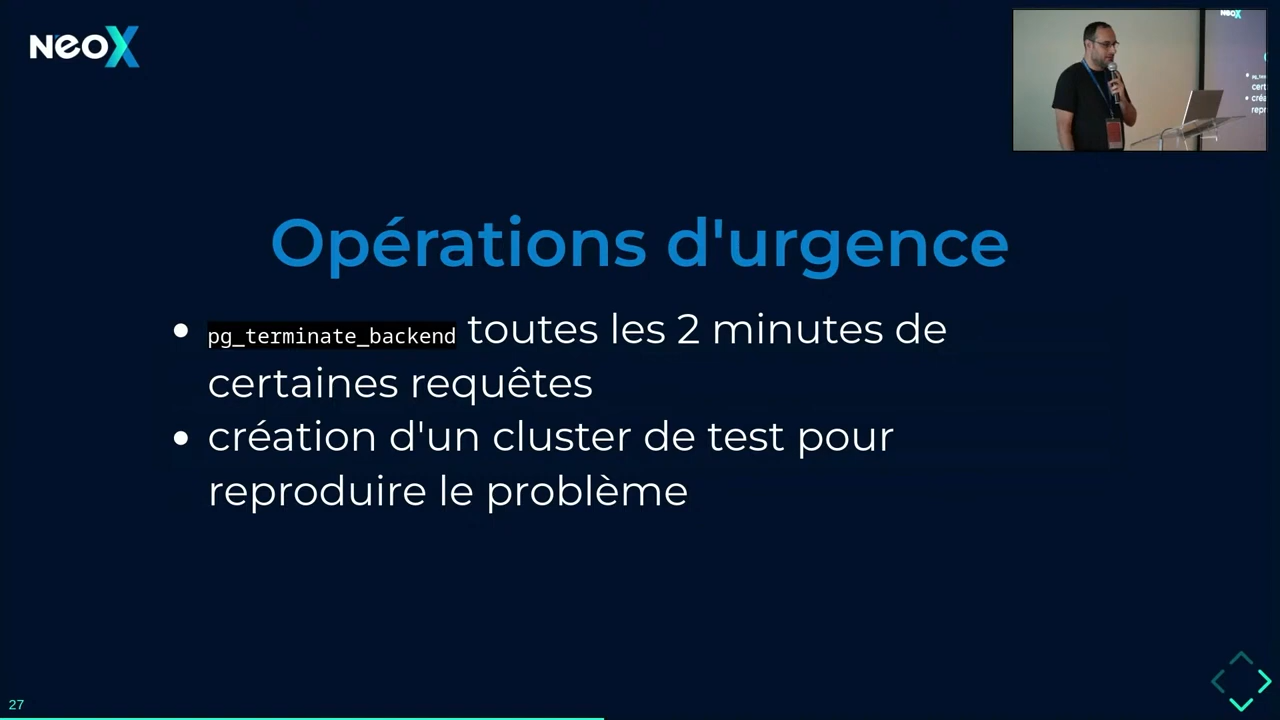 NEOX
Opérations d'urgence
pg_terminate_backend toutes les 2 minutes de
certaines requêtes
création d'un cluster de test pour
reproduire le problème
27